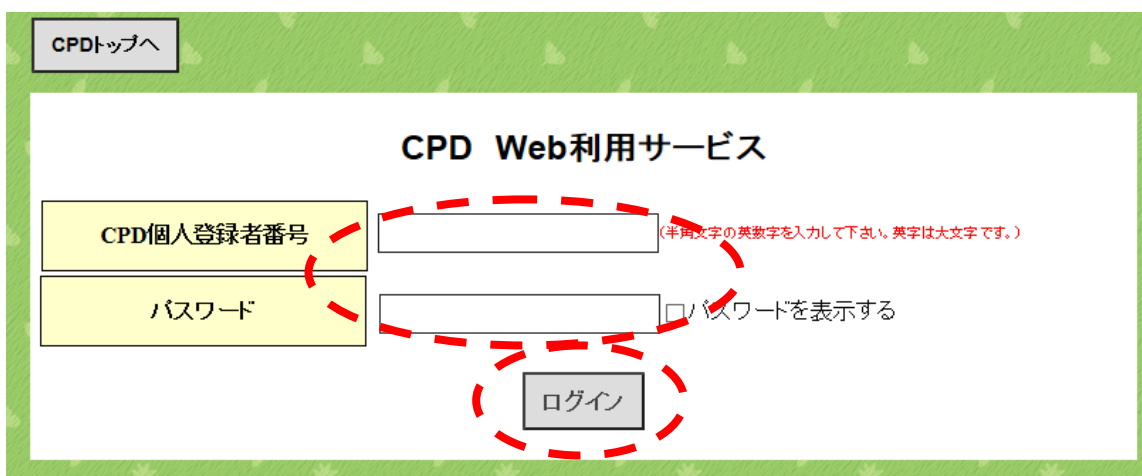 CPDトップへ
CPD Web利用サービス
CPD個人登録者番号
(半角文字の英数字を入力して下さい。英字は大文字です。)
パスワード
□パスワードを表示する
ログイン